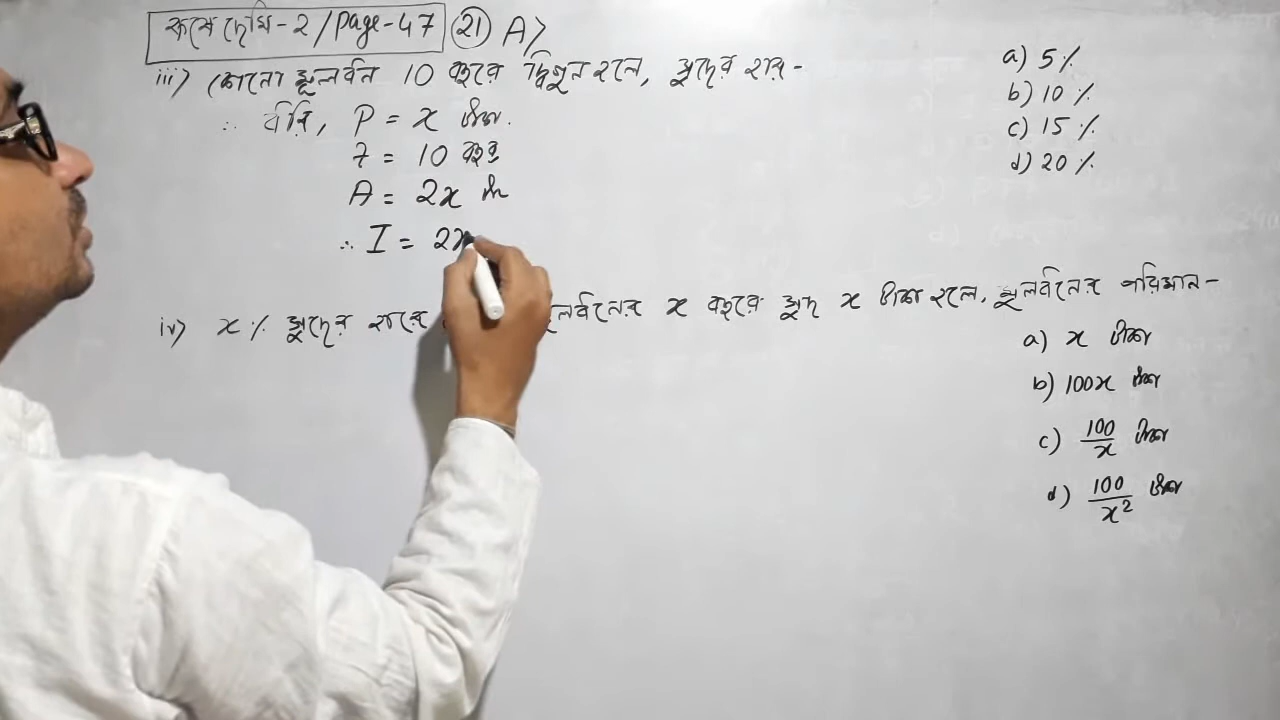 কষে দেখি-2/Page-47 (21) A>
iii> কোনো মূলধন 10 বছরে দ্বিগুন হলে, সুদের হার-
a) 5%
b) 10%
c) 15%
d) 20%
∴ ধরি, P = x টাকা.
t = 10 বছর
A = 2x টাকা
∴ I = 2x
iv> x% সুদের হারে মূলধনের x বছরে সুদ x টাকা হলে, মূলধনের পরিমান-
a) x টাকা
b) 100x টাকা
c) 100/x টাকা
d) 100/x² টাকা